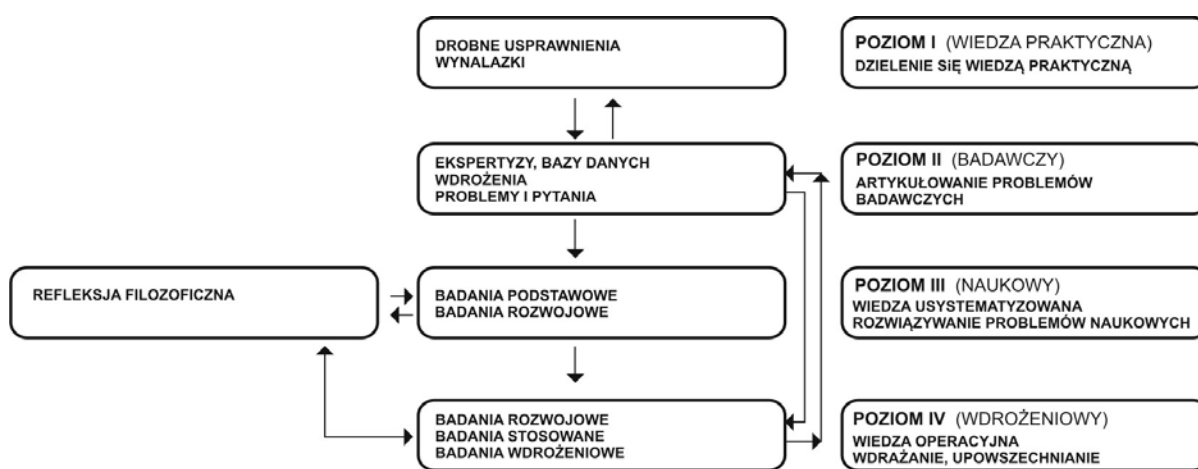 DROBNE USPRAWNIENIA
WYNALAZKI
POZIOM I (WIEDZA PRAKTYCZNA)
DZIELENIE SiĘ WIEDZĄ PRAKTYCZNĄ
EKSPERTYZY, BAZY DANYCH
WDROŻENIA
PROBLEMY I PYTANIA
POZIOM II (BADAWCZY)
ARTYKUŁOWANIE PROBLEMÓW
BADAWCZYCH
REFLEKSJA FILOZOFICZNA
BADANIA PODSTAWOWE
BADANIA ROZWOJOWE
POZIOM III (NAUKOWY)
WIEDZA USYSTEMATYZOWANA
ROZWIĄZYWANIE PROBLEMÓW NAUKOWYCH
BADANIA ROZWOJOWE
BADANIA STOSOWANE
BADANIA WDROŻENIOWE
POZIOM IV (WDROŻENIOWY)
WIEDZA OPERACYJNA
WDRAŻANIE, UPOWSZECHNIANIE